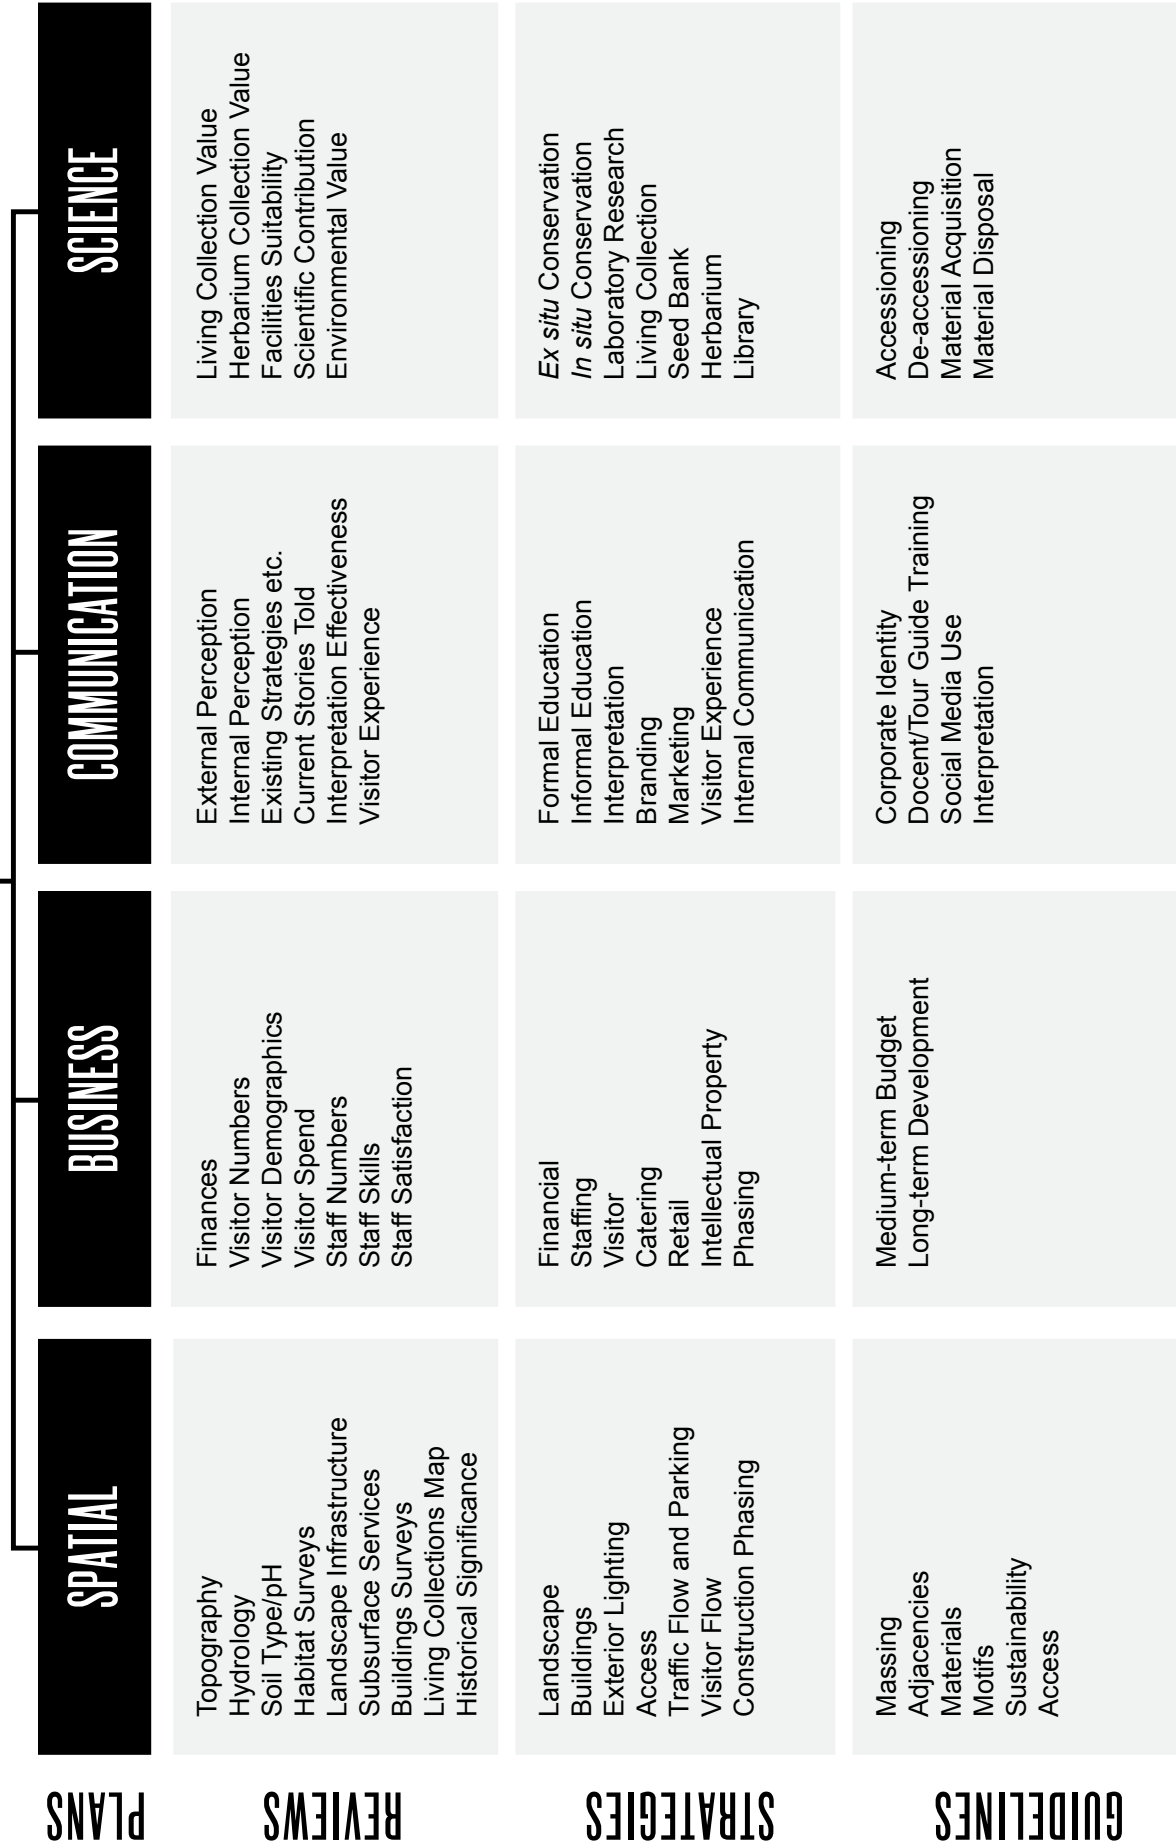 PLANS
SPATIAL
BUSINESS
COMMUNICATION
SCIENCE
REVIEWS
Topography
Hydrology
Soil Type/pH
Habitat Surveys
Landscape Infrastructure
Subsurface Services
Buildings Surveys
Living Collections Map
Historical Significance
Finances
Visitor Numbers
Visitor Demographics
Visitor Spend
Staff Numbers
Staff Skills
Staff Satisfaction
External Perception
Internal Perception
Existing Strategies etc.
Current Stories Told
Interpretation Effectiveness
Visitor Experience
Living Collection Value
Herbarium Collection Value
Facilities Suitability
Scientific Contribution
Environmental Value
STRATEGIES
Landscape
Buildings
Exterior Lighting
Access
Traffic Flow and Parking
Visitor Flow
Construction Phasing
Financial
Staffing
Visitor
Catering
Retail
Intellectual Property
Phasing
Formal Education
Informal Education
Interpretation
Branding
Marketing
Visitor Experience
Internal Communication
Ex situ Conservation
In situ Conservation
Laboratory Research
Living Collection
Seed Bank
Herbarium
Library
GUIDELINES
Massing
Adjacencies
Materials
Motifs
Sustainability
Access
Medium-term Budget
Long-term Development
Corporate Identity
Docent/Tour Guide Training
Social Media Use
Interpretation
Accessioning
De-accessioning
Material Acquisition
Material Disposal